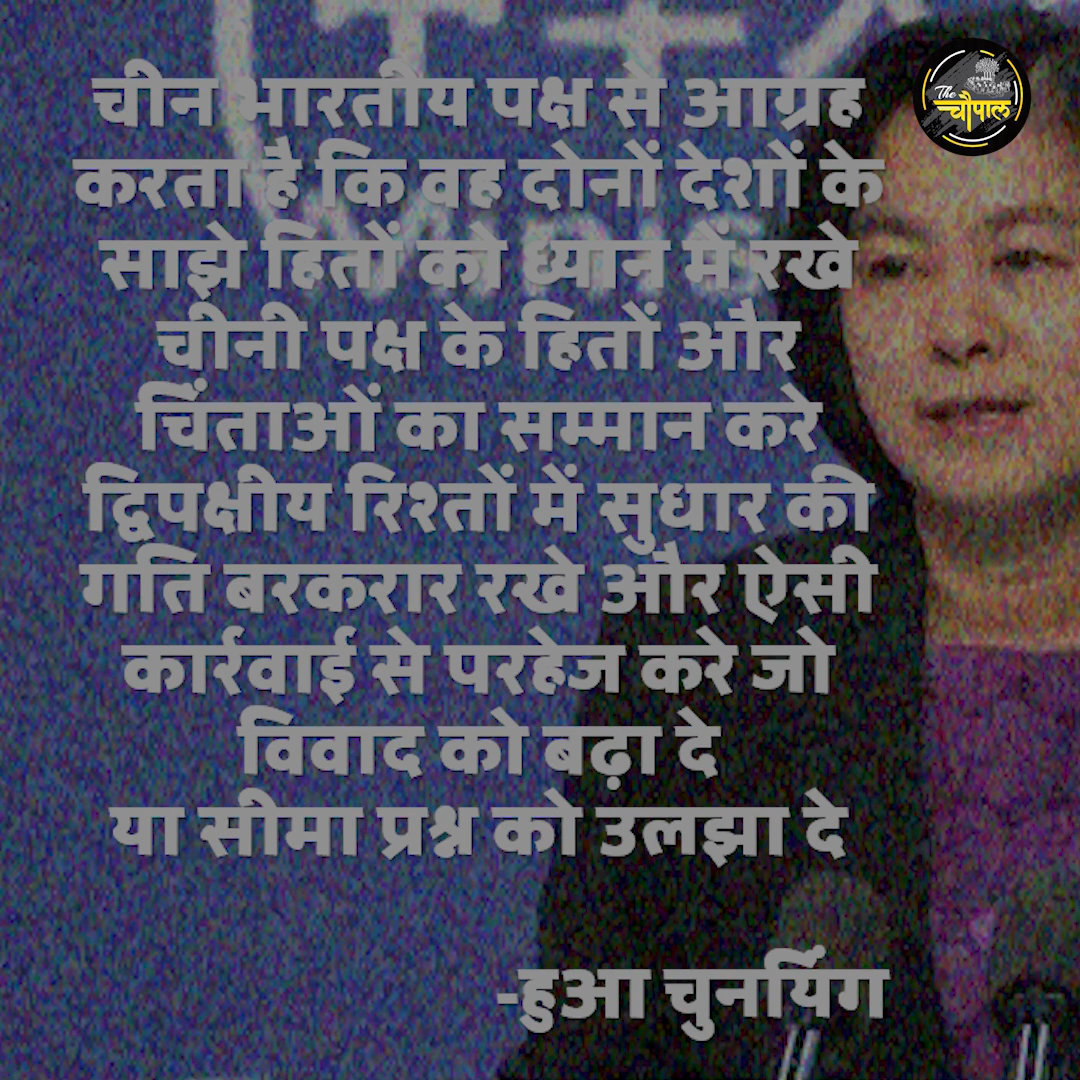 The
चौपाल
चीन भारतीय पक्ष से आग्रह
करता है कि वह दोनों देशों के
साझे हितों को ध्यान में रखे
चीनी पक्ष के हितों और
चिंताओं का सम्मान करे
द्विपक्षीय रिश्तों में सुधार की
गति बरकरार रखे और ऐसी
कार्रवाई से परहेज करे जो
विवाद को बढ़ा दे
या सीमा प्रश्न को उलझा दे
-हुआ चुनयिंग